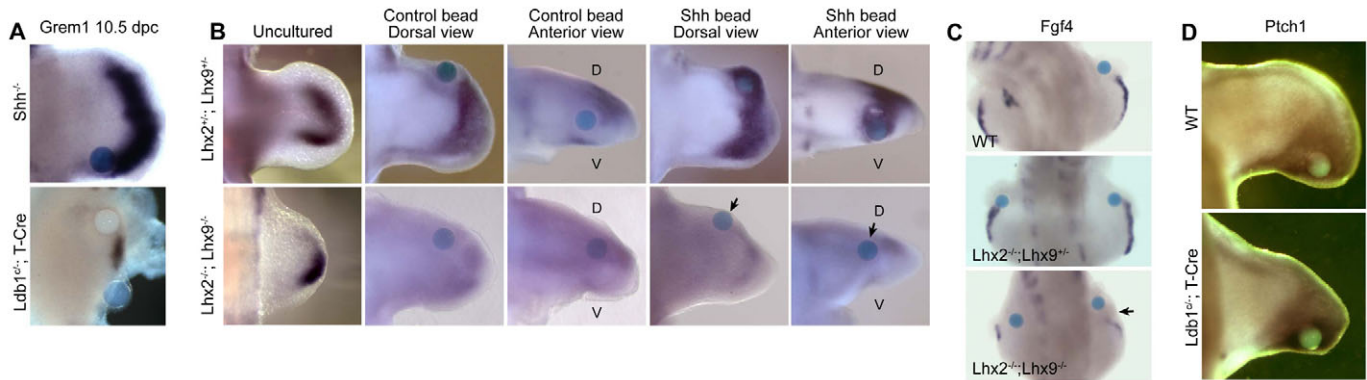 A
Grem1 10.5 dpc
Shh-/-
Ldb1c/-; T-Cre
B
Uncultured
Control bead
Dorsal view
Control bead
Anterior view
Shh bead
Dorsal view
Shh bead
Anterior view
Lhx2+/-; Lhx9+/-
Lhx2-/-; Lhx9-/-
D
V
D
V
D
V
D
V
C
Fgf4
WT
Lhx2-/-;Lhx9+/-
Lhx2-/-;Lhx9-/-
D
Ptch1
WT
Ldb1c/-; T-Cre